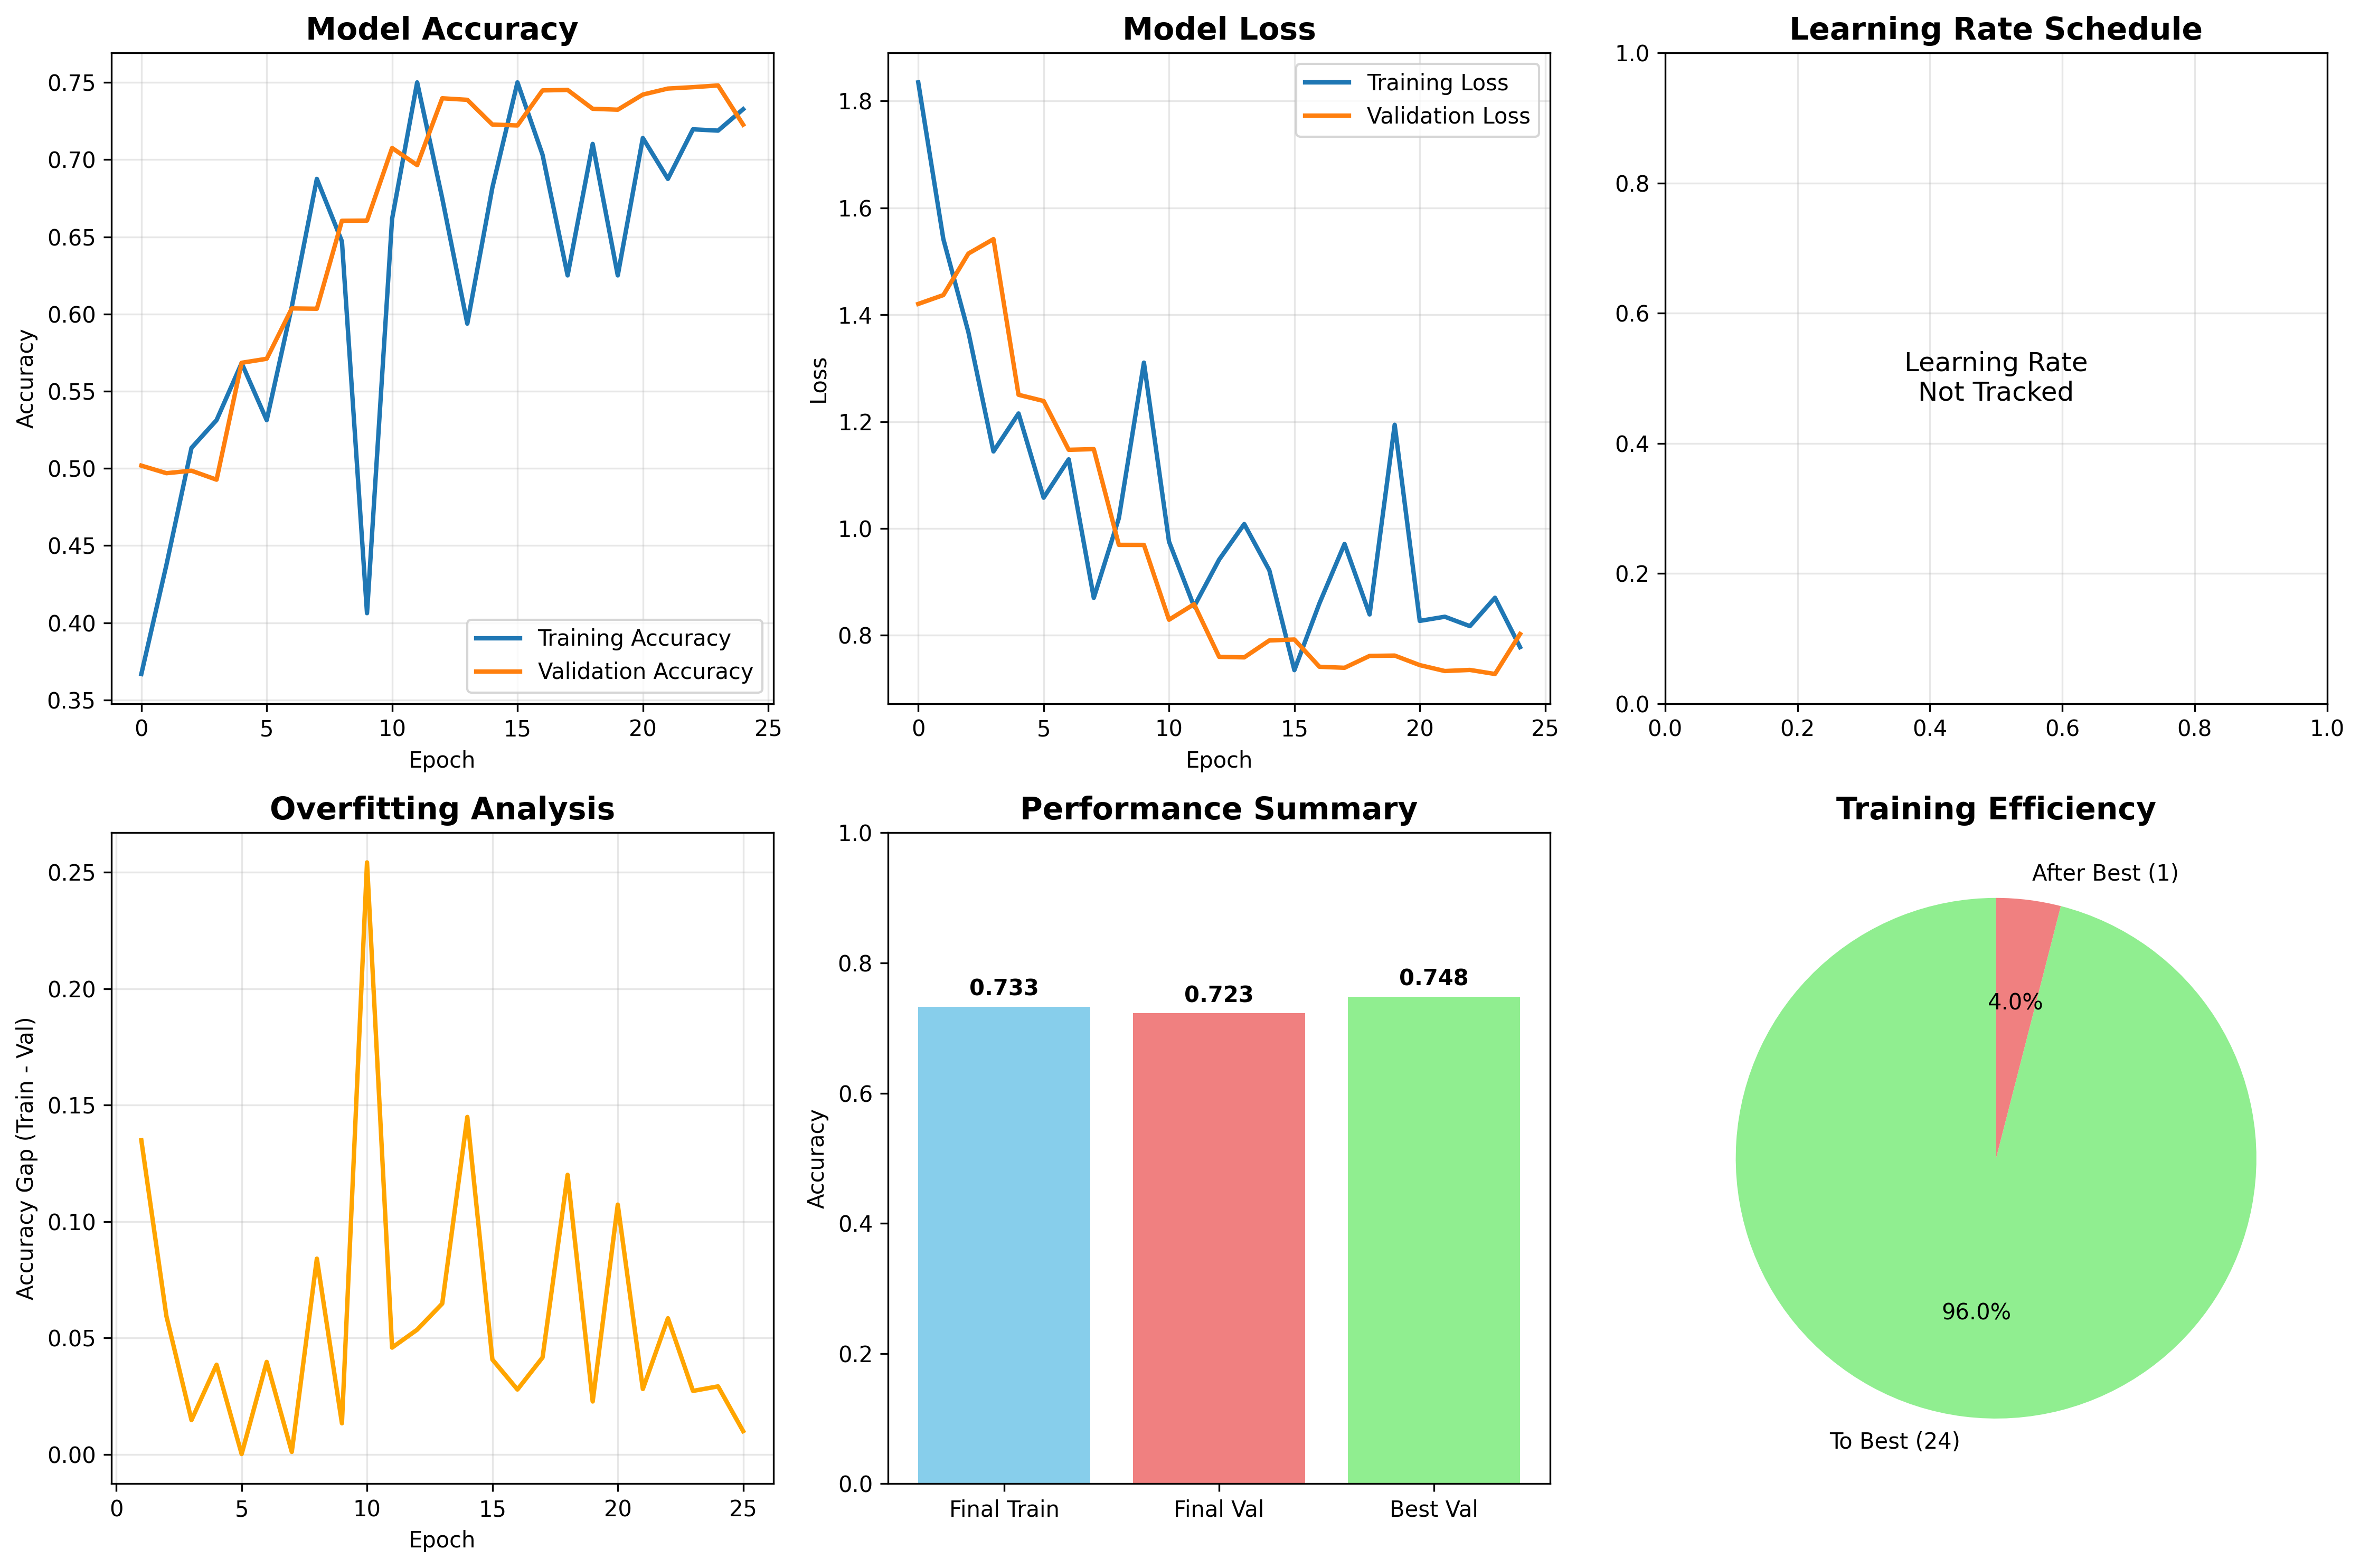 Model Accuracy
Accuracy
0.75
0.70
0.65
0.60
0.55
0.50
0.45
0.40
0.35
Training Accuracy
Validation Accuracy
0 5 10 15 20 25
Epoch
Model Loss
Loss
1.8
1.6
1.4
1.2
1.0
0.8
Training Loss
Validation Loss
0 5 10 15 20 25
Epoch
Learning Rate Schedule
1.0
0.8
0.6
0.4
0.2
0.0
Learning Rate
Not Tracked
0.0 0.2 0.4 0.6 0.8 1.0
Overfitting Analysis
Accuracy Gap (Train - Val)
0.25
0.20
0.15
0.10
0.05
0.00
0 5 10 15 20 25
Epoch
Performance Summary
Accuracy
1.0
0.8
0.6
0.4
0.2
0.0
0.733
0.723
0.748
Final Train Final Val Best Val
Training Efficiency
After Best (1)
4.0%
96.0%
To Best (24)